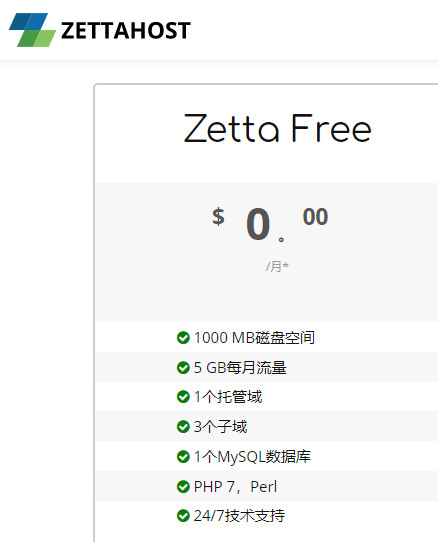 ZETTAHOST
Zetta Free
$ 0。00
/月*
1000 MB磁盘空间
5 GB每月流量
1个托管域
3个子域
1个MySQL数据库
PHP 7，Perl
24/7技术支持